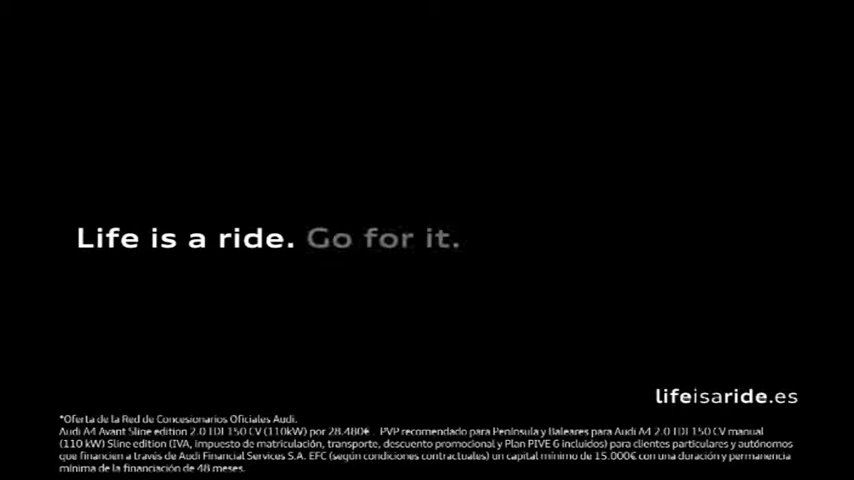 Life is a ride. Go for it.
lifeisaride.es
*Oferta de la Red de Concesionarios Oficiales Audi.
Audi A4 Avant Sline edition 2.0 TDI 150 CV (110kW) por 28.480€ . PVP recomendado para Península y Baleares para Audi A4 2.0 TDI 150 CV manual
(110 kW) Sline edition (IVA, impuesto de matriculación, transporte, descuento promocional y Plan PIVE 6 incluidos) para clientes particulares y autónomos
que financien a través de Audi Financial Services S.A. EFC (según condiciones contractuales) un capital mínimo de 15.000€ con una duración y permanencia
mínima de la financiación de 48 meses.